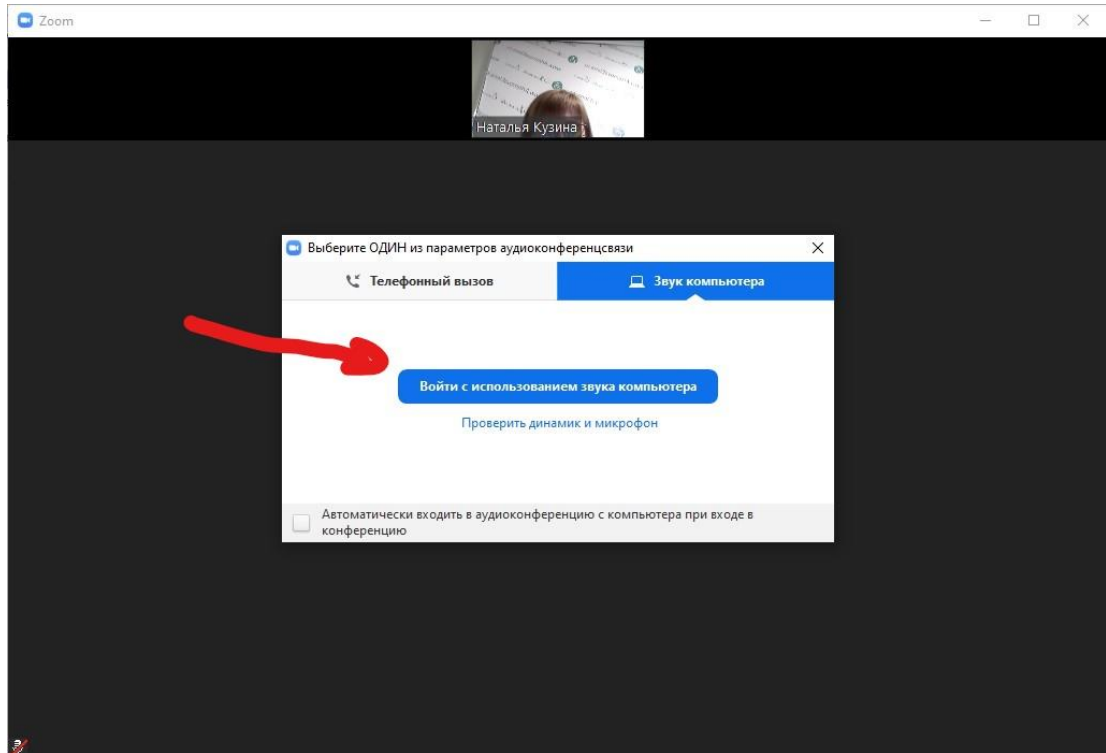 Zoom
Наталья Кузина
Выберите ОДИН из параметров аудиоконференцсвязи
Телефонный вызов
Звук компьютера
Войти с использованием звука компьютера
Проверить динамик и микрофон
Автоматически входить в аудиоконференцию с компьютера при входе в
конференцию